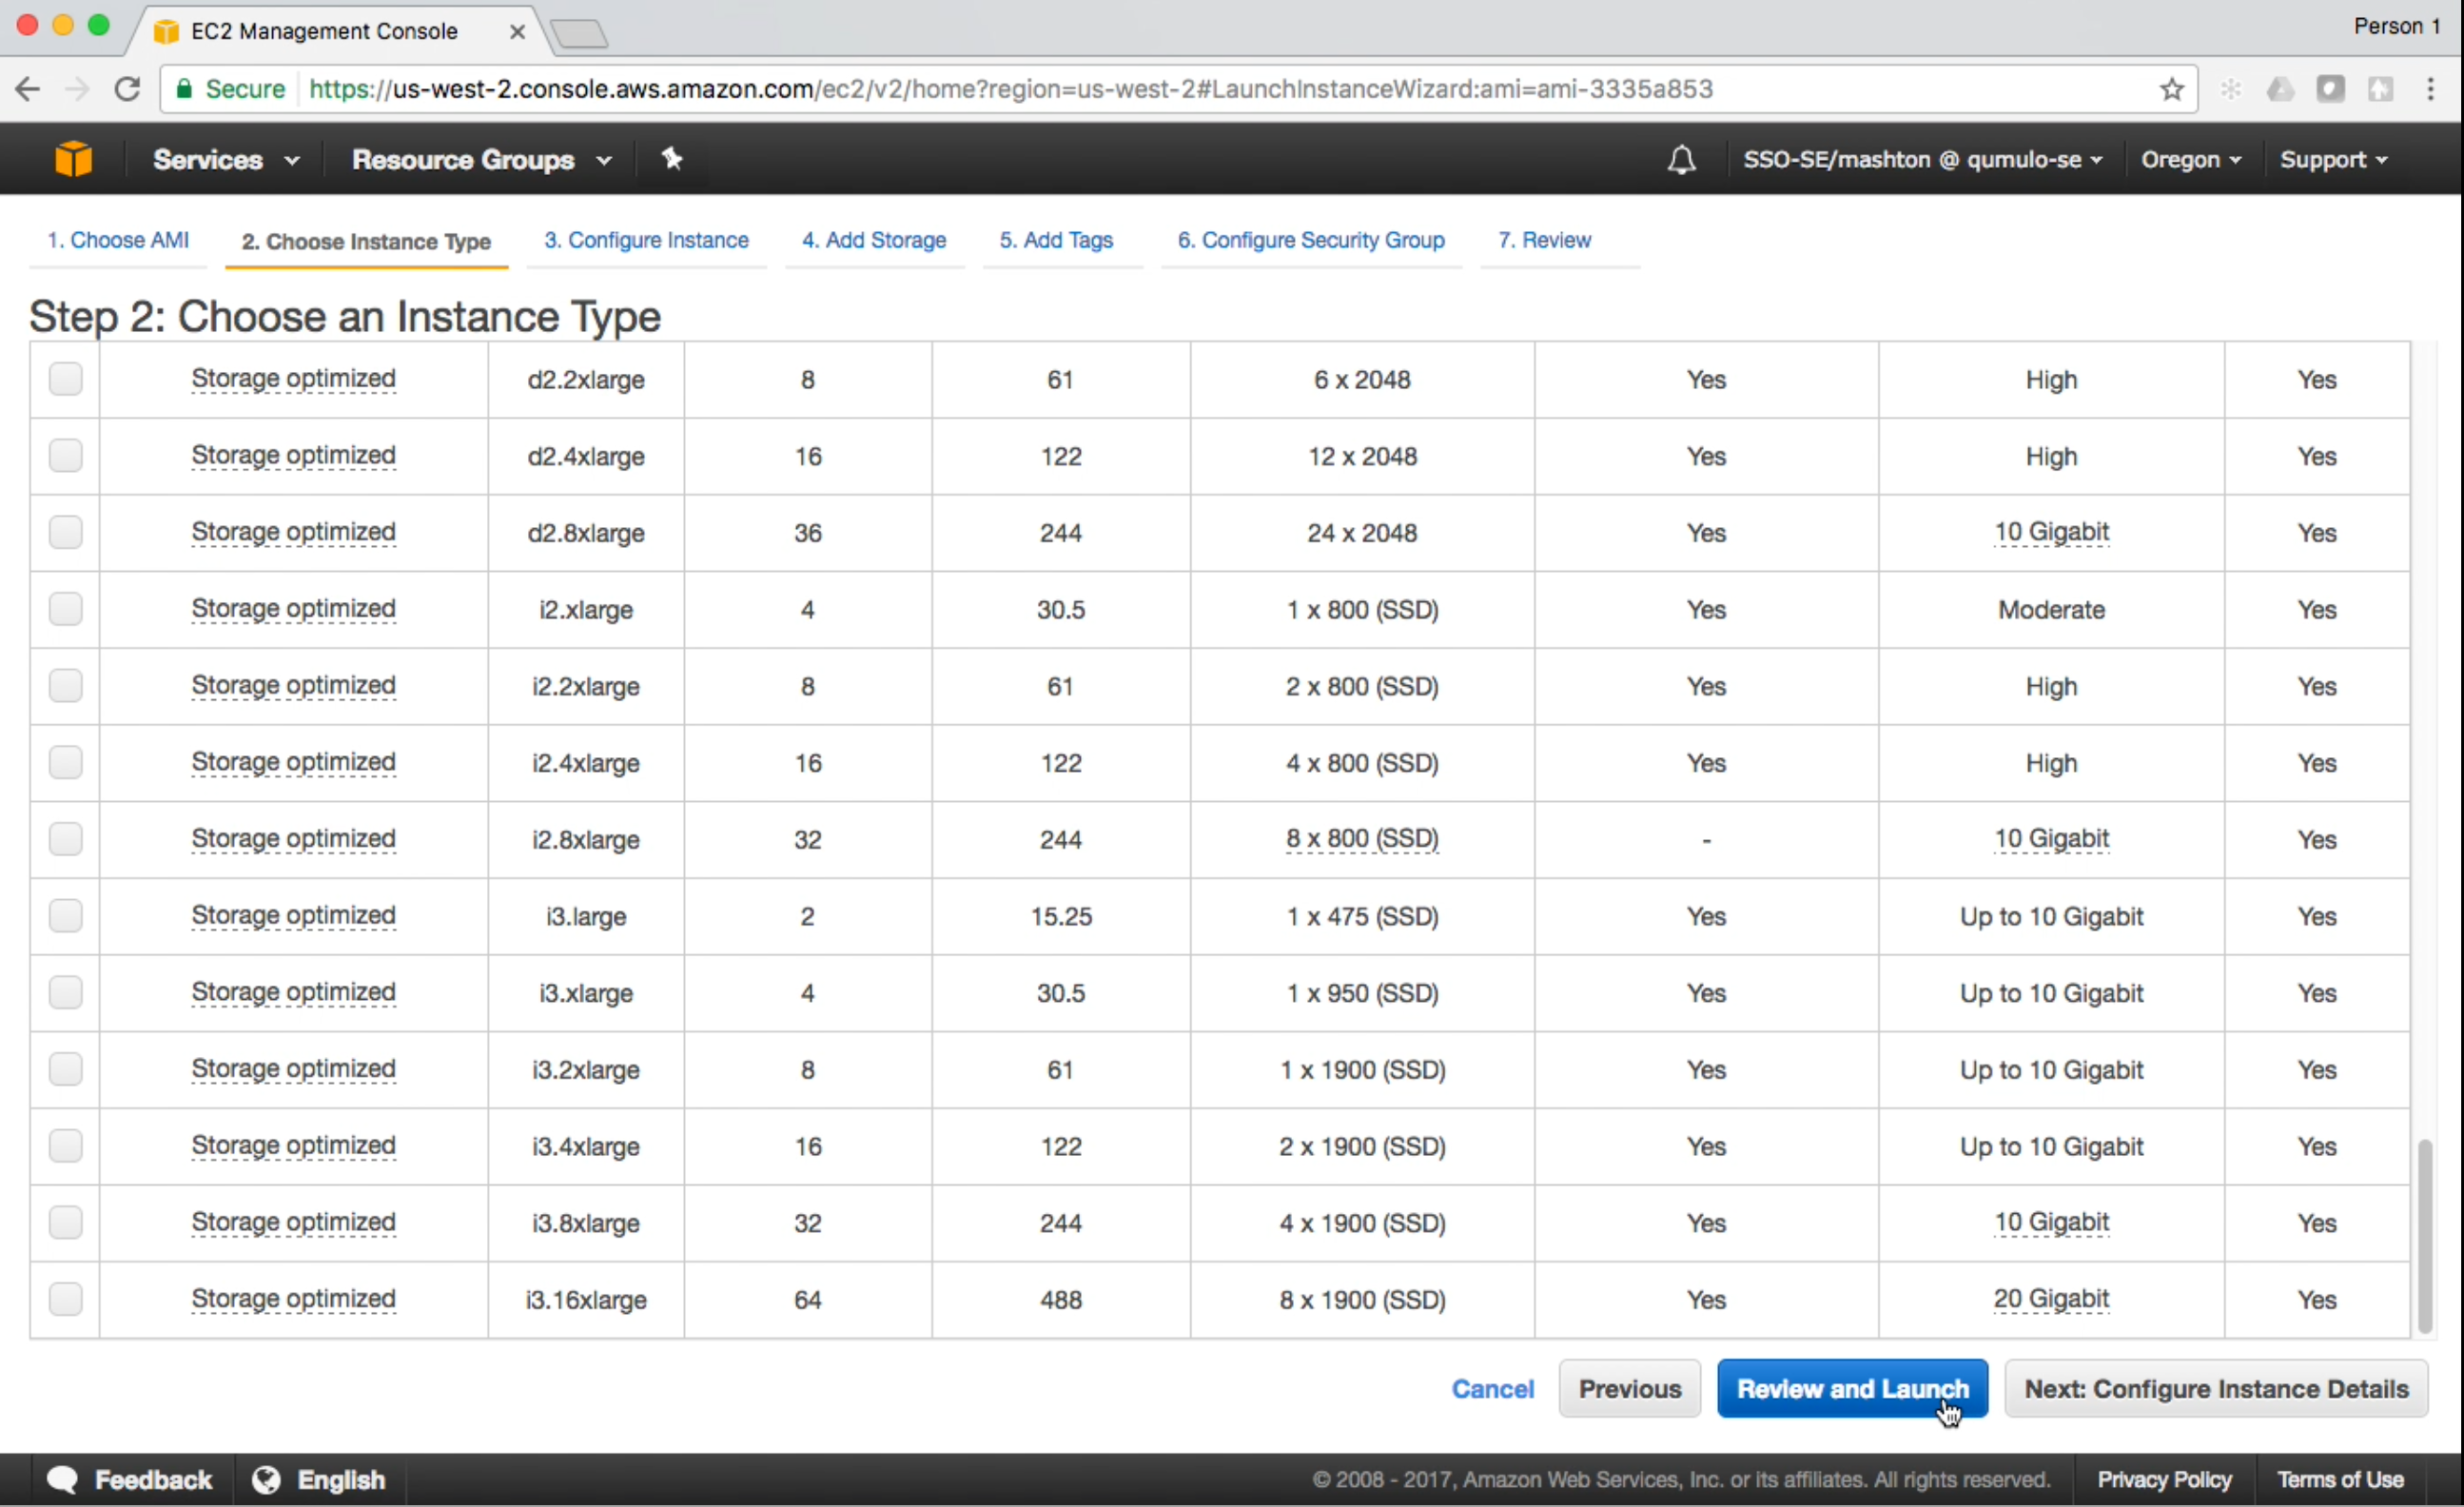 EC2 Management Console
Person 1
Secure https://us-west-2.console.aws.amazon.com/ec2/v2/home?region=us-west-2#LaunchInstanceWizard:ami=ami-3335a853
Services Resource Groups SSO-SE/mashton @ qumulo-se Oregon Support
1. Choose AMI 2. Choose Instance Type 3. Configure Instance 4. Add Storage 5. Add Tags 6. Configure Security Group 7. Review
Step 2: Choose an Instance Type
Storage optimized d2.2xlarge 8 61 6 x 2048 Yes High Yes
Storage optimized d2.4xlarge 16 122 12 x 2048 Yes High Yes
Storage optimized d2.8xlarge 36 244 24 x 2048 Yes 10 Gigabit Yes
Storage optimized i2.xlarge 4 30.5 1 x 800 (SSD) Yes Moderate Yes
Storage optimized i2.2xlarge 8 61 2 x 800 (SSD) Yes High Yes
Storage optimized i2.4xlarge 16 122 4 x 800 (SSD) Yes High Yes
Storage optimized i2.8xlarge 32 244 8 x 800 (SSD) - 10 Gigabit Yes
Storage optimized i3.large 2 15.25 1 x 475 (SSD) Yes Up to 10 Gigabit Yes
Storage optimized i3.xlarge 4 30.5 1 x 950 (SSD) Yes Up to 10 Gigabit Yes
Storage optimized i3.2xlarge 8 61 1 x 1900 (SSD) Yes Up to 10 Gigabit Yes
Storage optimized i3.4xlarge 16 122 2 x 1900 (SSD) Yes Up to 10 Gigabit Yes
Storage optimized i3.8xlarge 32 244 4 x 1900 (SSD) Yes 10 Gigabit Yes
Storage optimized i3.16xlarge 64 488 8 x 1900 (SSD) Yes 20 Gigabit Yes
Cancel Previous Review and Launch Next: Configure Instance Details
Feedback English © 2008 - 2017, Amazon Web Services, Inc. or its affiliates. All rights reserved. Privacy Policy Terms of Use